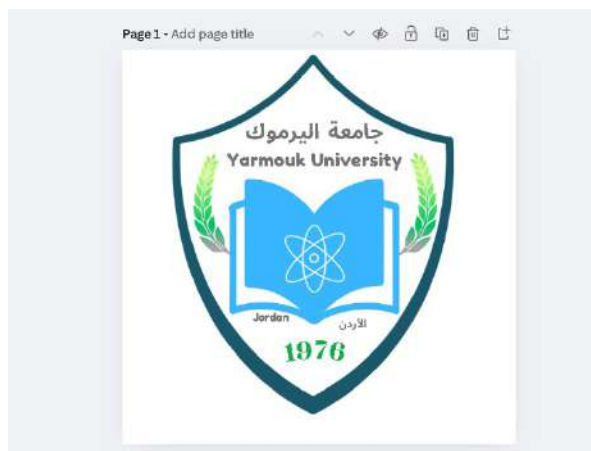 Page 1 - Add page title
جامعة اليرموك
Yarmouk University
Jordan
الأردن
1976